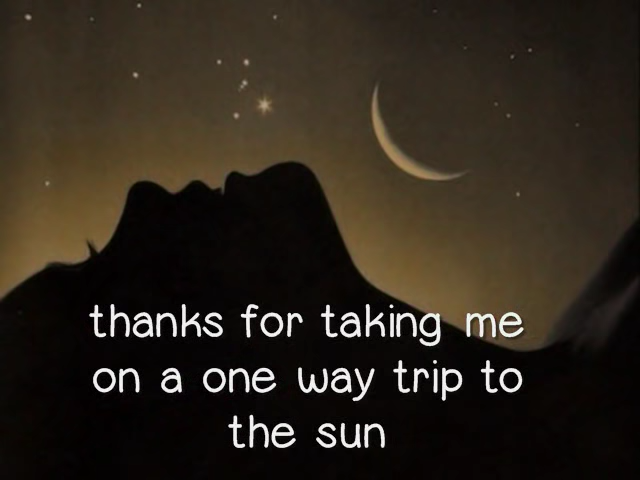 thanks for taking me
on a one way trip to
the sun